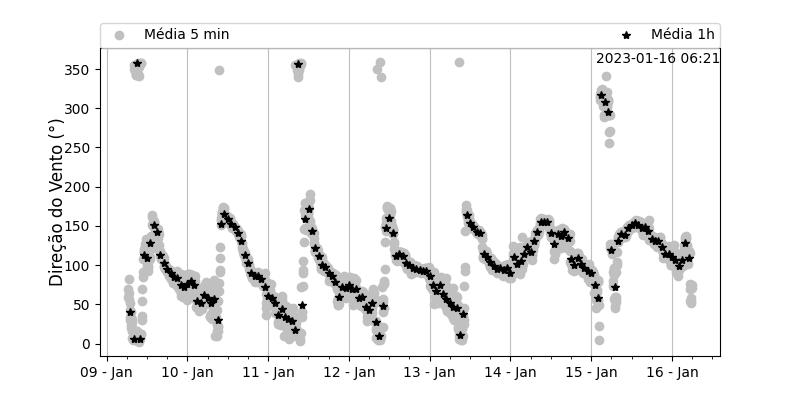 Média 5 min
Média 1h
2023-01-16 06:21
Direção do Vento (°)
350
300
250
200
150
100
50
0
09 - Jan
10 - Jan
11 - Jan
12 - Jan
13 - Jan
14 - Jan
15 - Jan
16 - Jan